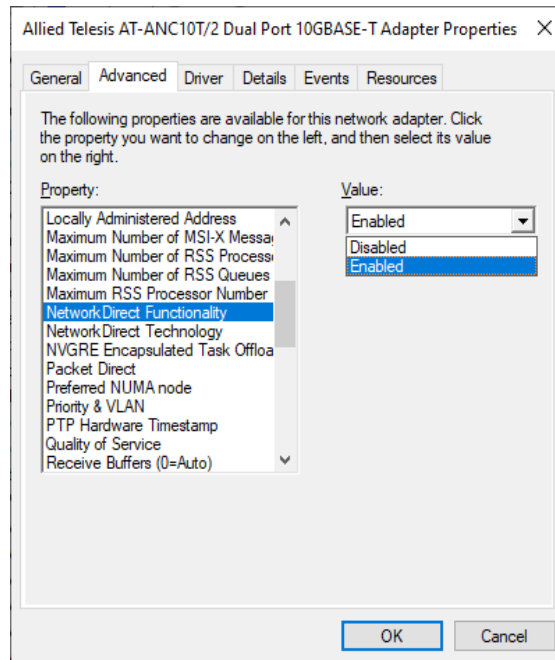 Allied Telesis AT-ANC10T/2 Dual Port 10GBASE-T Adapter Properties
General Advanced Driver Details Events Resources
The following properties are available for this network adapter. Click
the property you want to change on the left, and then select its value
on the right.
Property:
Locally Administered Address
Maximum Number of MSI-X Messa
Maximum Number of RSS Process
Maximum Number of RSS Queues
Maximum RSS Processor Number
NetworkDirect Functionality
NetworkDirect Technology
NVGRE Encapsulated Task Offloa
Packet Direct
Preferred NUMA node
Priority & VLAN
PTP Hardware Timestamp
Quality of Service
Receive Buffers (0=Auto)
Value:
Enabled
Disabled
Enabled
OK Cancel